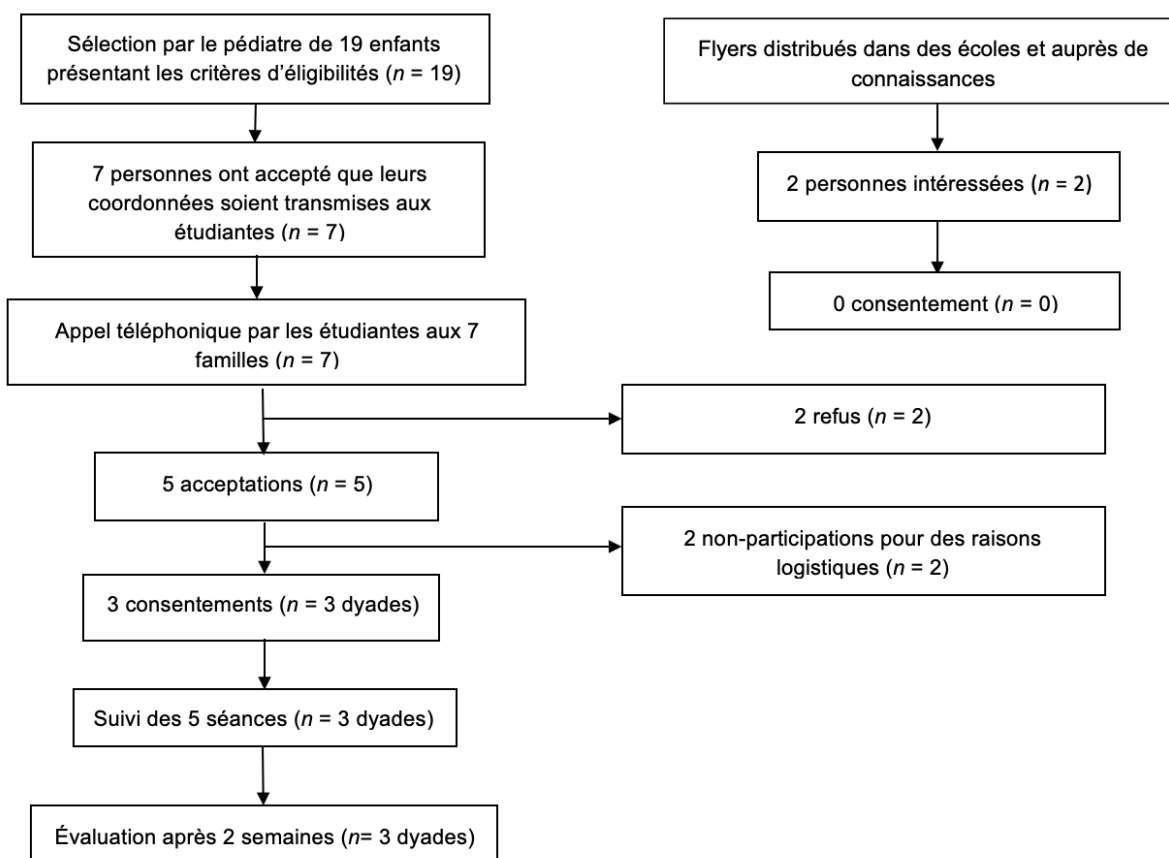 Sélection par le pédiatre de 19 enfants
présentant les critères d'éligibilités (n = 19)
7 personnes ont accepté que leurs
coordonnées soient transmises aux
étudiantes (n = 7)
Appel téléphonique par les étudiantes aux 7
familles (n = 7)
2 refus (n = 2)
5 acceptations (n = 5)
2 non-participations pour des raisons
logistiques (n = 2)
3 consentements (n = 3 dyades)
Suivi des 5 séances (n = 3 dyades)
Évaluation après 2 semaines (n= 3 dyades)
Flyers distribués dans des écoles et auprès de
connaissances
2 personnes intéressées (n = 2)
0 consentement (n = 0)